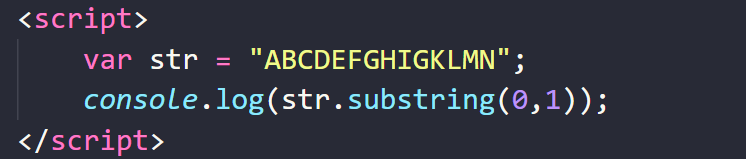 <script>
    var str = "ABCDEFGHIGKLMN";
    console.log(str.substring(0,1));
</script>